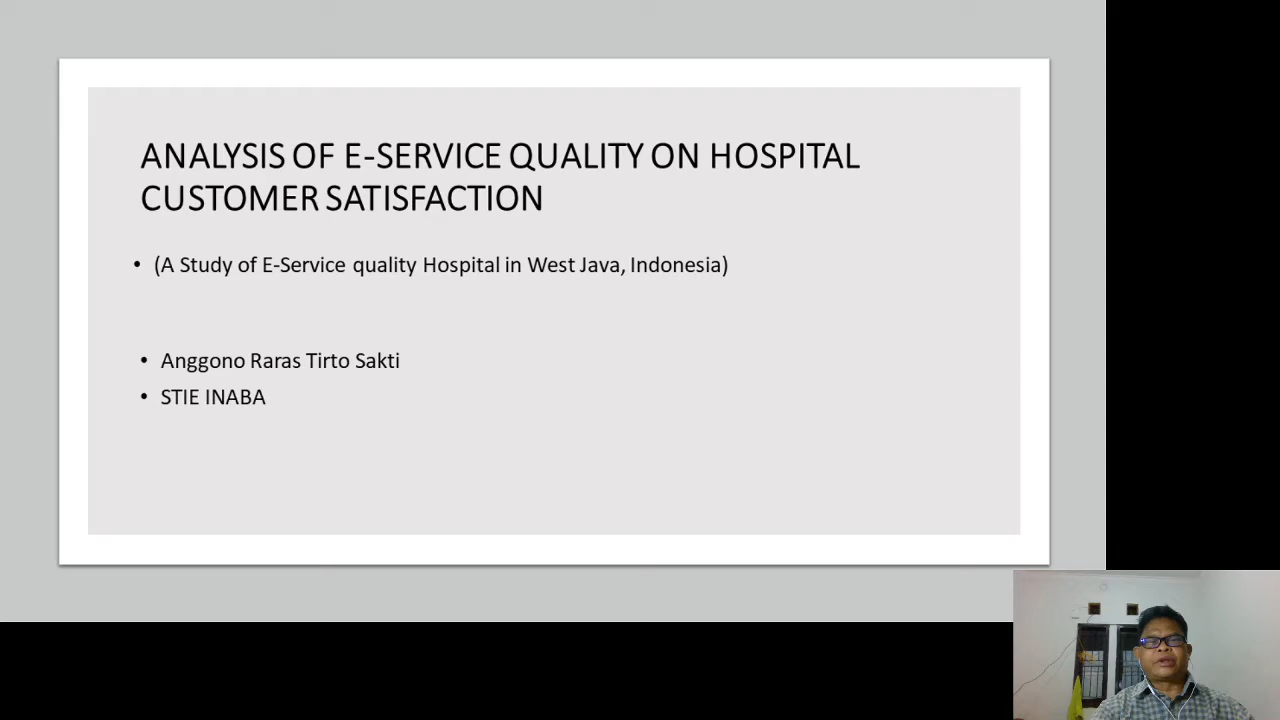 ANALYSIS OF E-SERVICE QUALITY ON HOSPITAL
CUSTOMER SATISFACTION
• (A Study of E-Service quality Hospital in West Java, Indonesia)
• Anggono Raras Tirto Sakti
• STIE INABA